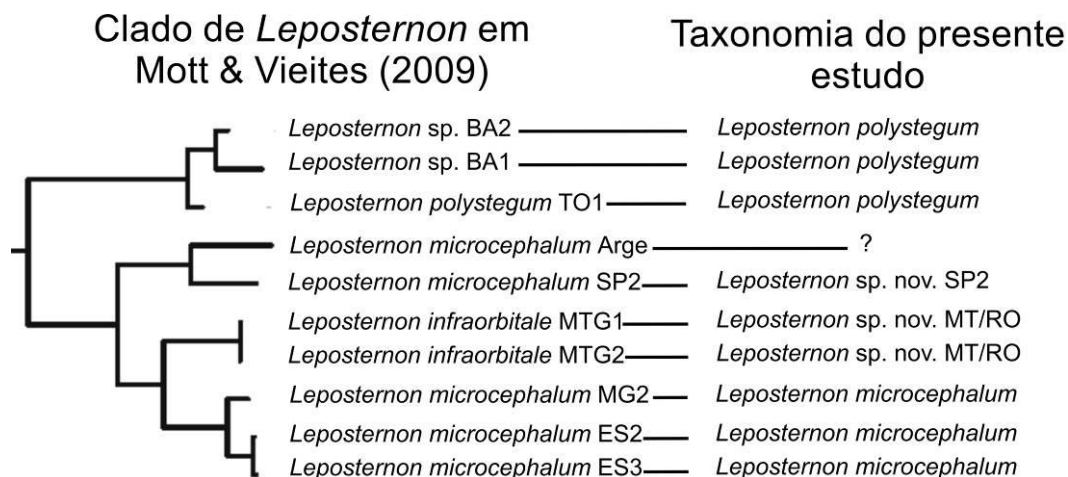 Clado de Leposternon em
Mott & Vieites (2009)
Taxonomia do presente
estudo
Leposternon sp. BA2 Leposternon polystegum
Leposternon sp. BA1 Leposternon polystegum
Leposternon polystegum TO1 Leposternon polystegum
Leposternon microcephalum Arge ?
Leposternon microcephalum SP2 Leposternon sp. nov. SP2
Leposternon infraorbitale MTG1 Leposternon sp. nov. MT/RO
Leposternon infraorbitale MTG2 Leposternon sp. nov. MT/RO
Leposternon microcephalum MG2 Leposternon microcephalum
Leposternon microcephalum ES2 Leposternon microcephalum
Leposternon microcephalum ES3 Leposternon microcephalum